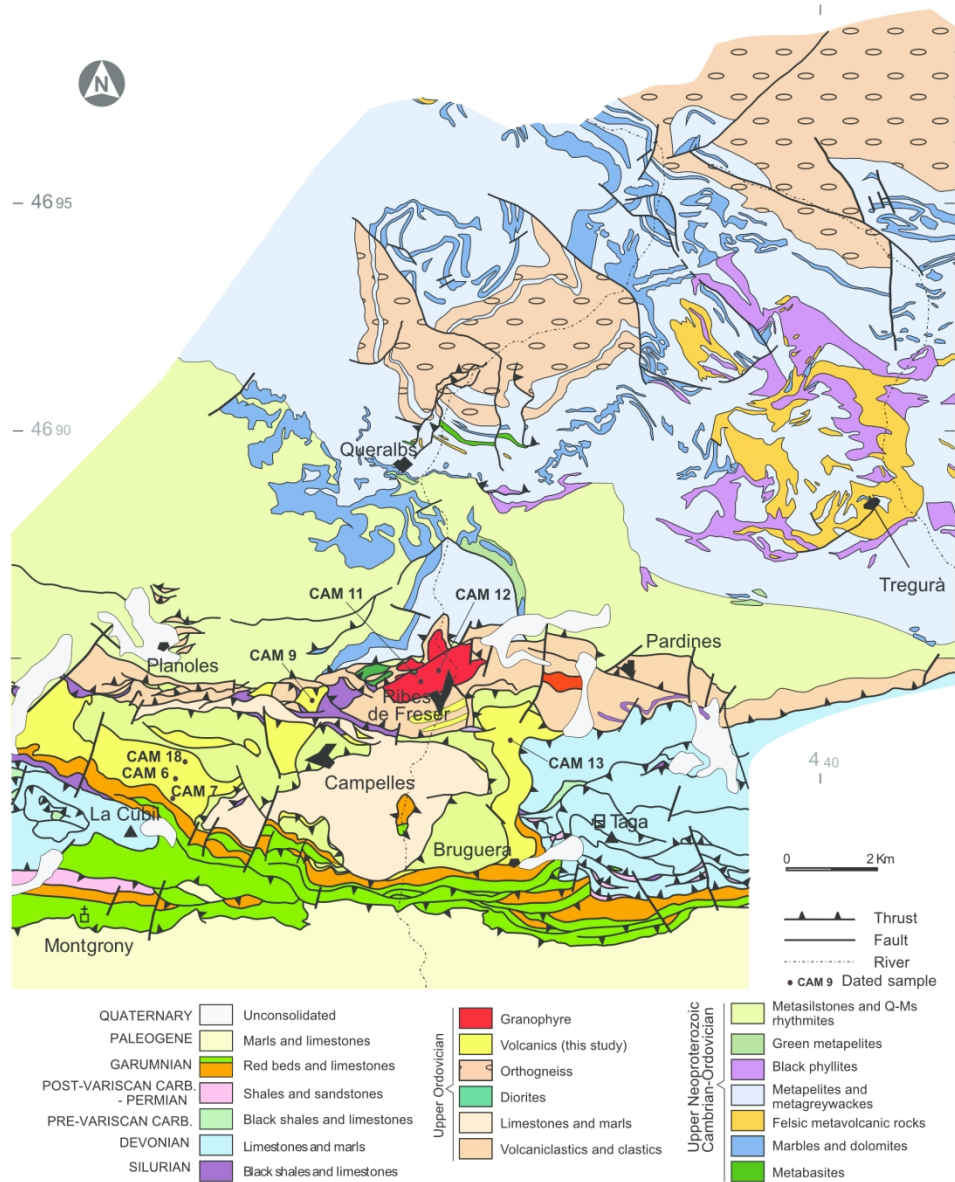 N
46 95
46 90
Queralbs
Tregurà
CAM 11
CAM 12
Pardines
Planoles
CAM 9
Ribes
de Freser
CAM 18
CAM 6
CAM 7
CAM 13
4 40
Campelles
La Cubil
Taga
Bruguera
0 2 Km
Montgrony
Thrust
Fault
River
CAM 9 Dated sample
QUATERNARY Unconsolidated
PALEOGENE Marls and limestones
GARUMNIAN Red beds and limestones
POST-VARISCAN CARB.
- PERMIAN Shales and sandstones
PRE-VARISCAN CARB. Black shales and limestones
DEVONIAN Limestones and marls
SILURIAN Black shales and limestones
Upper Ordovician
Granophyre
Volcanics (this study)
Orthogneiss
Diorites
Limestones and marls
Volcaniclastics and clastics
Upper Neoproterozoic
Cambrian-Ordovician
Metasilstones and Q-Ms
rhythmites
Green metapelites
Black phyllites
Metapelites and
metagreywackes
Felsic metavolcanic rocks
Marbles and dolomites
Metabasites